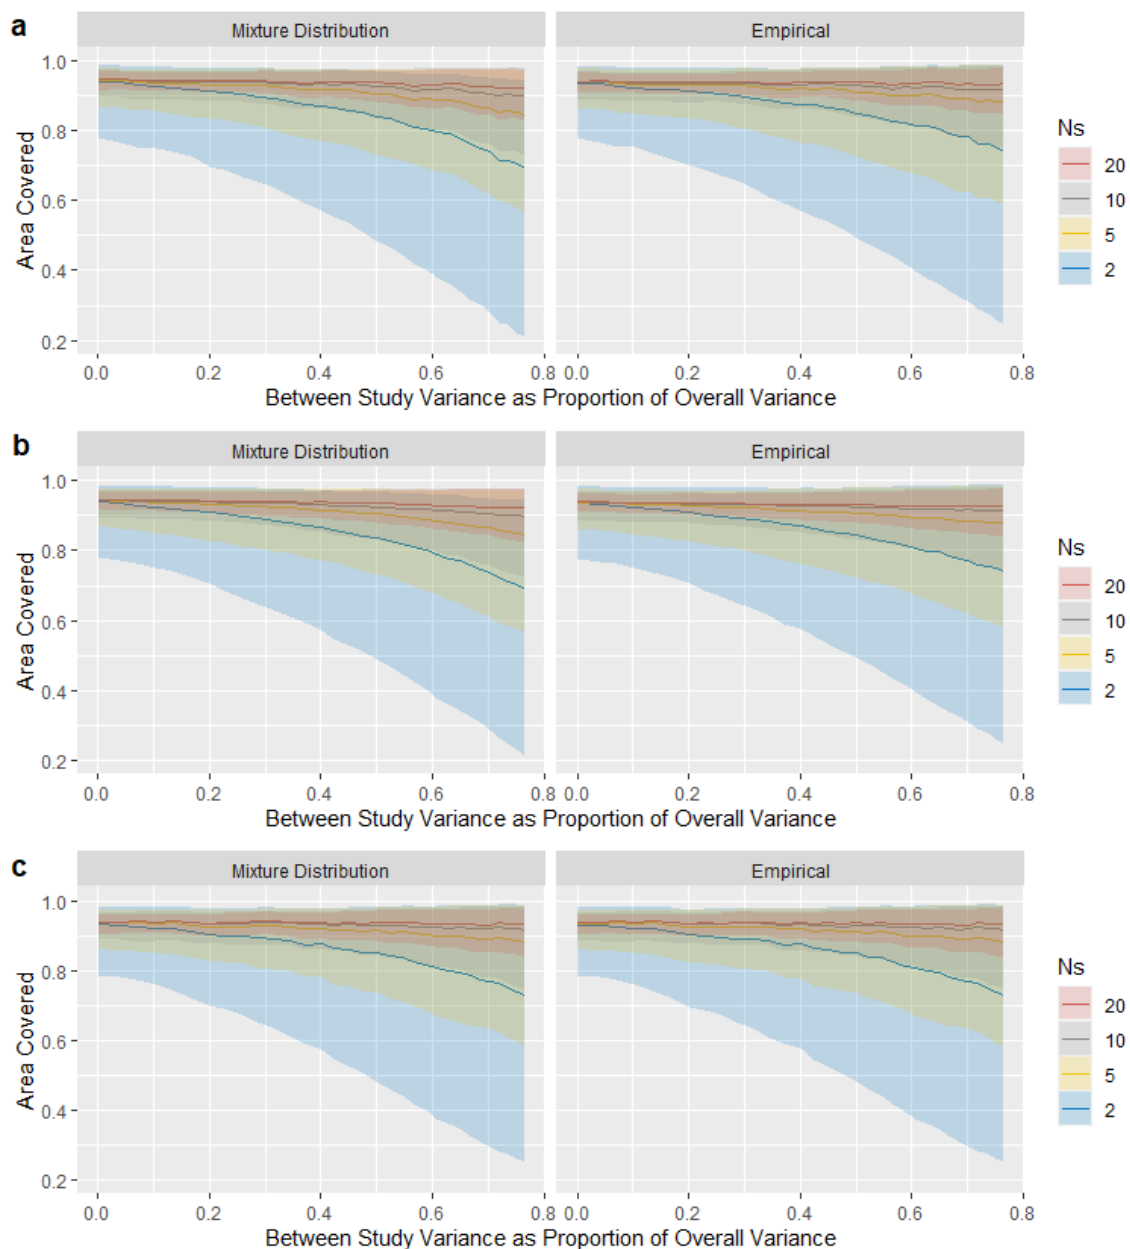 a
Mixture Distribution
Empirical
Area Covered
1.0
0.8
0.6
0.4
0.2
0.0 0.2 0.4 0.6 0.8 0.0 0.2 0.4 0.6 0.8
Between Study Variance as Proportion of Overall Variance
Ns
20
10
5
2
b
Mixture Distribution
Empirical
Area Covered
1.0
0.8
0.6
0.4
0.2
0.0 0.2 0.4 0.6 0.8 0.0 0.2 0.4 0.6 0.8
Between Study Variance as Proportion of Overall Variance
Ns
20
10
5
2
c
Mixture Distribution
Empirical
Area Covered
1.0
0.8
0.6
0.4
0.2
0.0 0.2 0.4 0.6 0.8 0.0 0.2 0.4 0.6 0.8
Between Study Variance as Proportion of Overall Variance
Ns
20
10
5
2